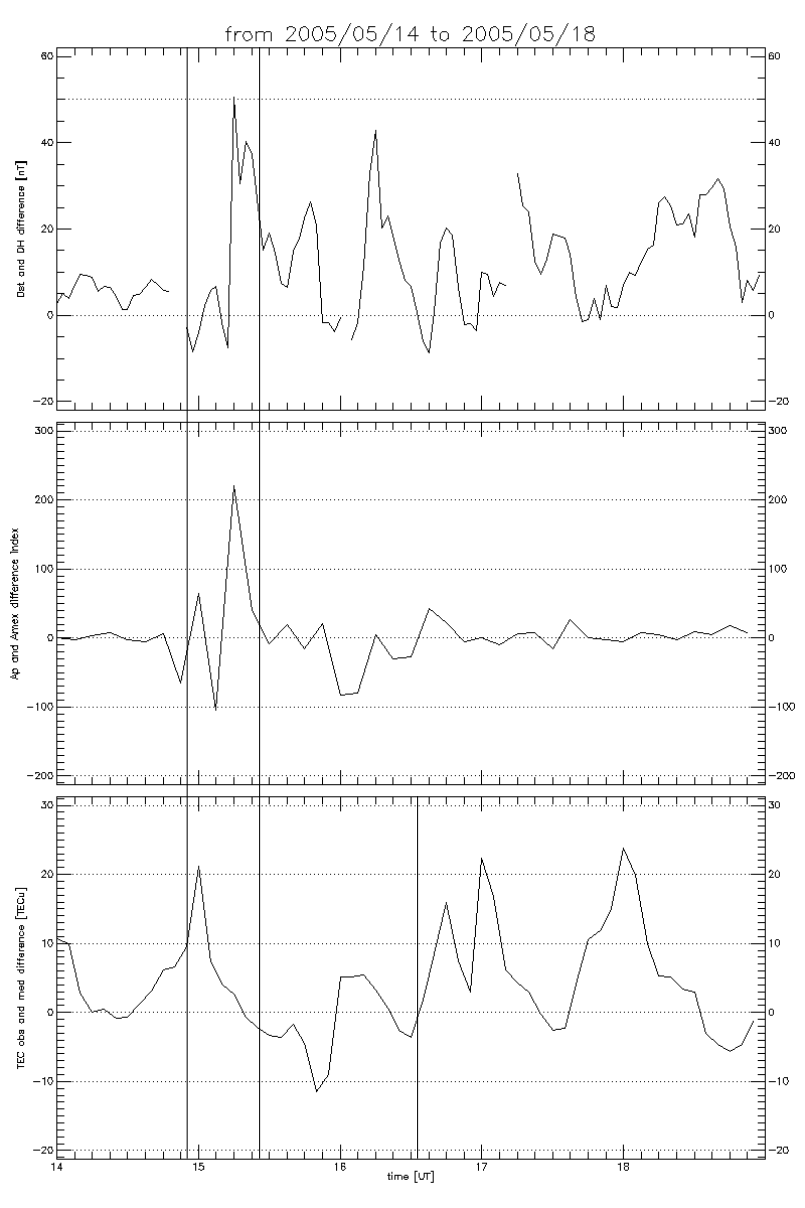 from 2005/05/14 to 2005/05/18
60 60
40 40
20 20
0 0
−20 −20
Dst and DH difference [nT]
300 300
200 200
100 100
0 0
−100 −100
−200 −200
Ap and Amex difference Index
30 30
20 20
10 10
0 0
−10 −10
−20 −20
TEC obs and med difference [TECu]
14 15 16 17 18
time [UT]